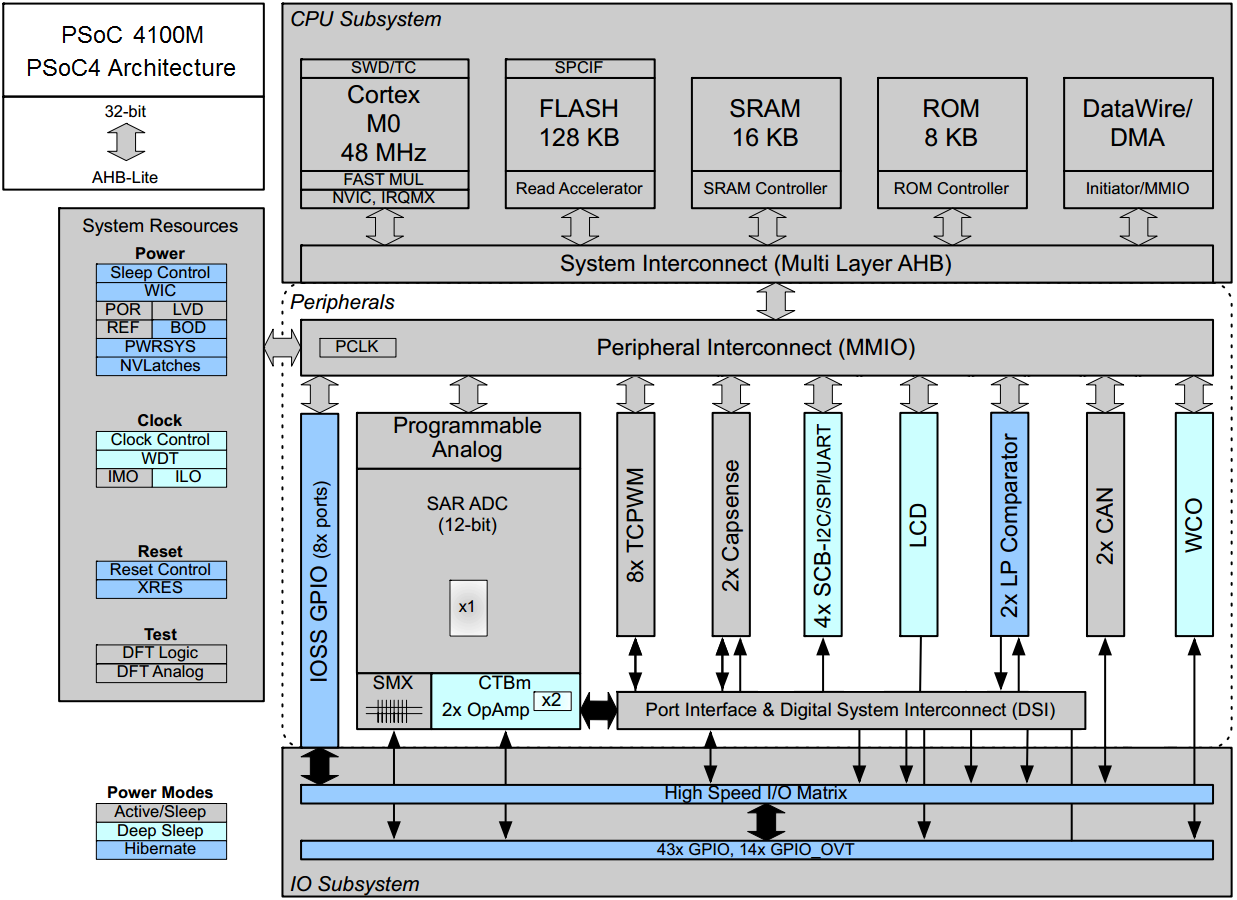 PSoC 4100M
PSoC4 Architecture
32-bit
AHB-Lite
CPU Subsystem
SWD/TC
Cortex
M0
48 MHz
FAST MUL
NVIC, IRQMX
SPCIF
FLASH
128 KB
Read Accelerator
SRAM
16 KB
SRAM Controller
ROM
8 KB
ROM Controller
DataWire/
DMA
Initiator/MMIO
System Interconnect (Multi Layer AHB)
System Resources
Power
Sleep Control
WIC
POR LVD
REF BOD
PWRSYS
NVLatches
Clock
Clock Control
WDT
IMO ILO
Reset
Reset Control
XRES
Test
DFT Logic
DFT Analog
Peripherals
PCLK
Peripheral Interconnect (MMIO)
IOSS GPIO (8x ports)
Programmable
Analog
SAR ADC
(12-bit)
x1
SMX
CTBm
2x OpAmp
x2
8x TCPWM
2x Capsense
4x SCB-I2C/SPI/UART
LCD
2x LP Comparator
2x CAN
WCO
Port Interface & Digital System Interconnect (DSI)
High Speed I/O Matrix
43x GPIO, 14x GPIO_OVT
IO Subsystem
Power Modes
Active/Sleep
Deep Sleep
Hibernate